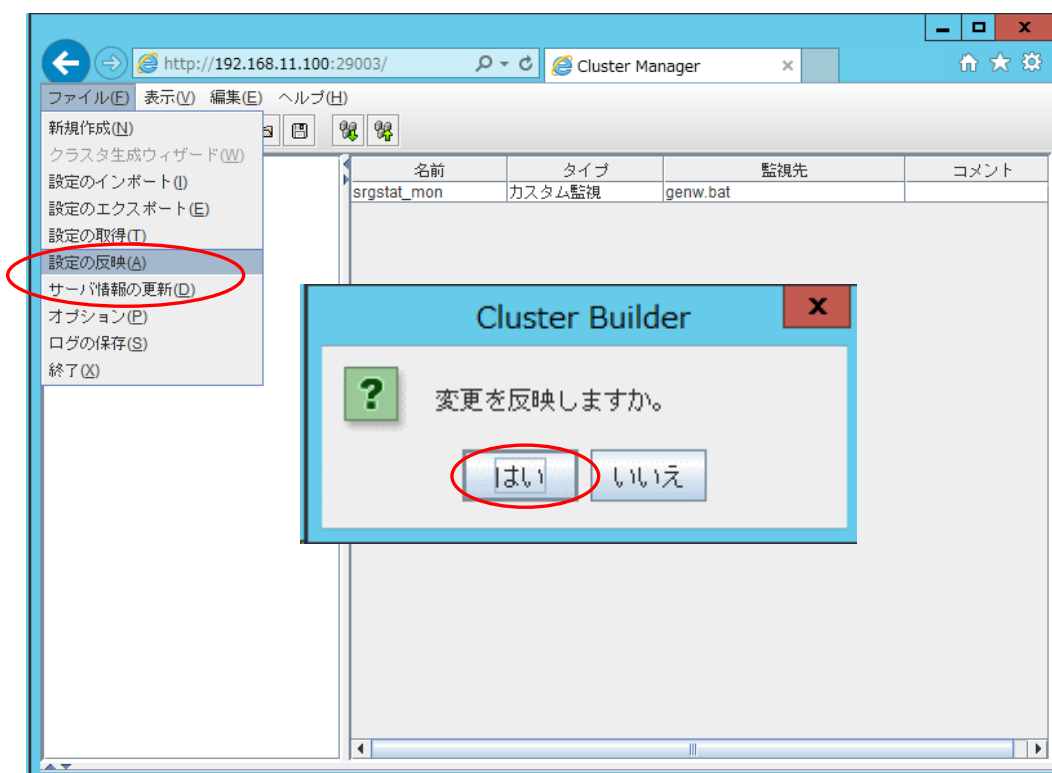 http://192.168.11.100:29003/
Cluster Manager
ファイル(F) 表示(V) 編集(E) ヘルプ(H)
新規作成(N)
クラスタ生成ウィザード(W)
設定のインポート(I)
設定のエクスポート(E)
設定の取得(T)
設定の反映(A)
サーバ情報の更新(D)
オプション(P)
ログの保存(S)
終了(X)
名前 タイプ 監視先 コメント
srgstat_mon カスタム監視 genw.bat
Cluster Builder
変更を反映しますか。
はい いいえ